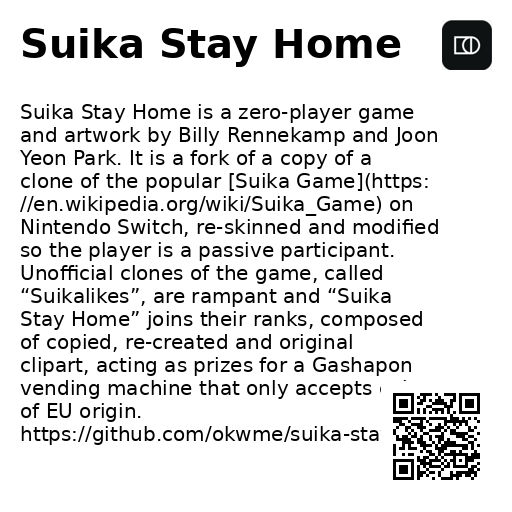 Suika Stay Home
Suika Stay Home is a zero-player game
and artwork by Billy Rennekamp and Joon
Yeon Park. It is a fork of a copy of a
clone of the popular [Suika Game](https:
//en.wikipedia.org/wiki/Suika_Game) on
Nintendo Switch, re-skinned and modified
so the player is a passive participant.
Unofficial clones of the game, called
“Suikalikes”, are rampant and “Suika
Stay Home” joins their ranks, composed
of copied, re-created and original
clipart, acting as prizes for a Gashapon
vending machine that only accepts
of EU origin.
https://github.com/okwme/suika-sta